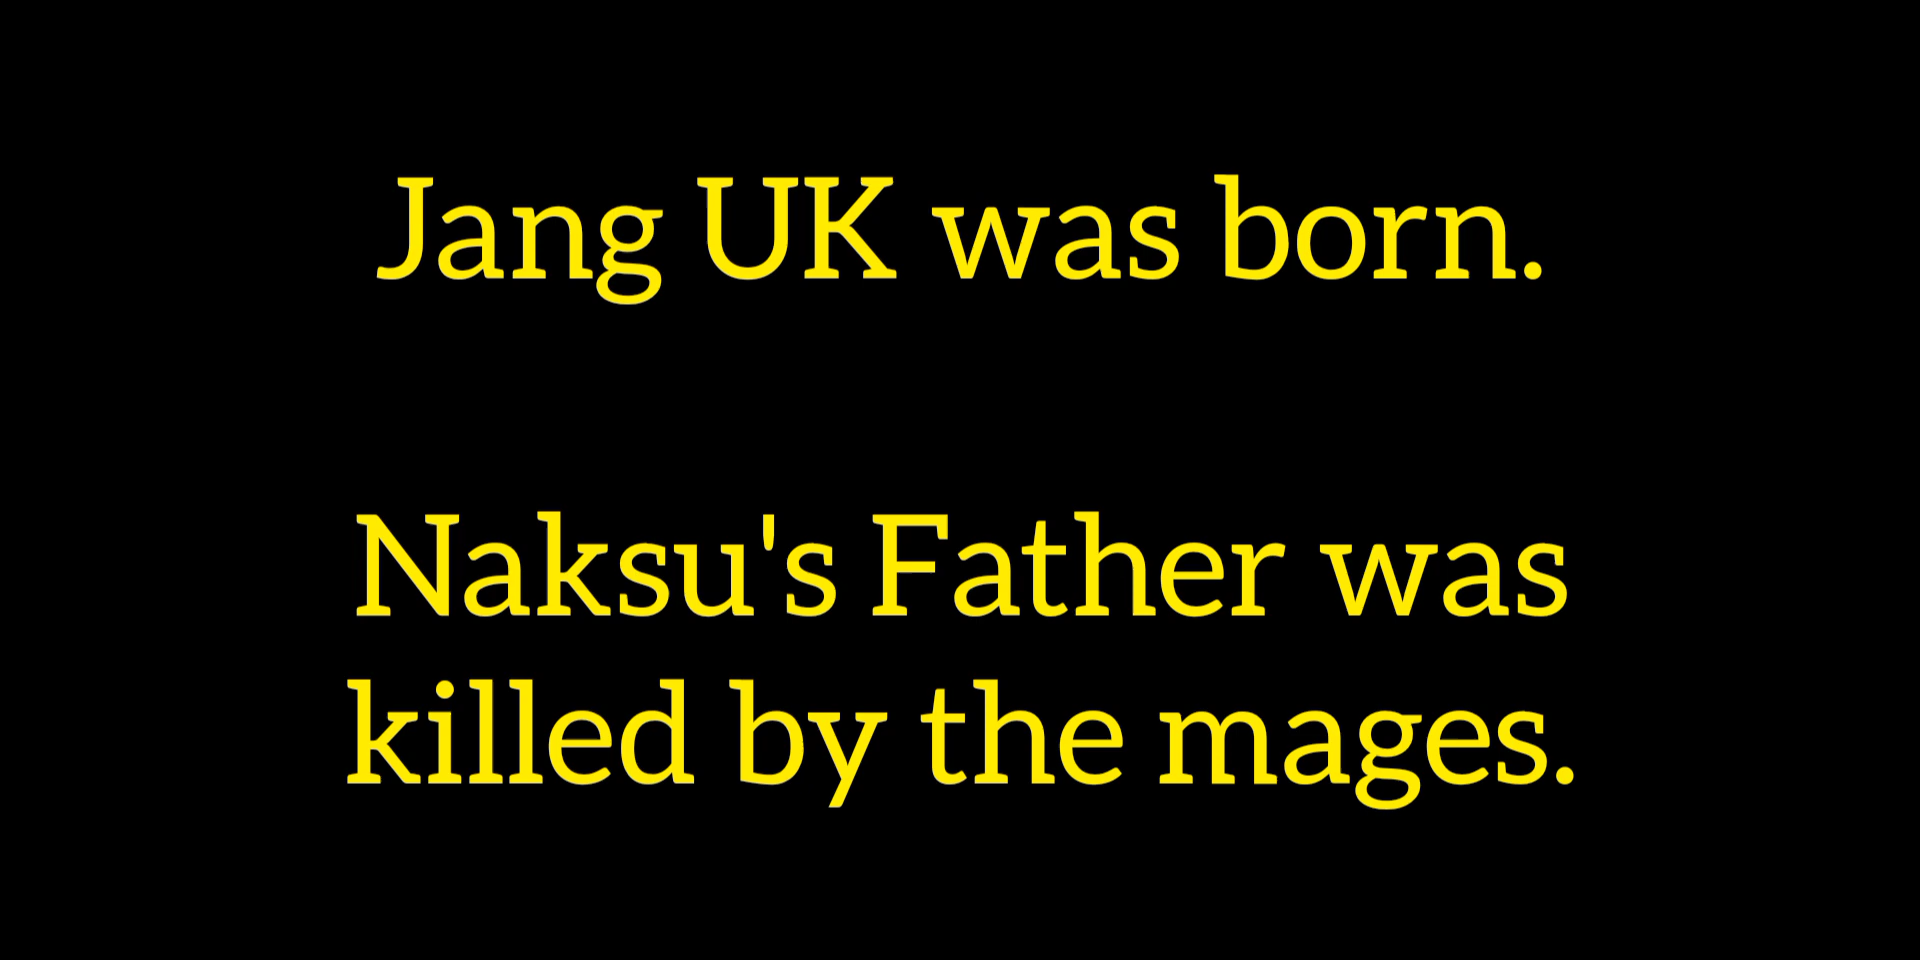 Jang UK was born.
Naksu's Father was
killed by the mages.